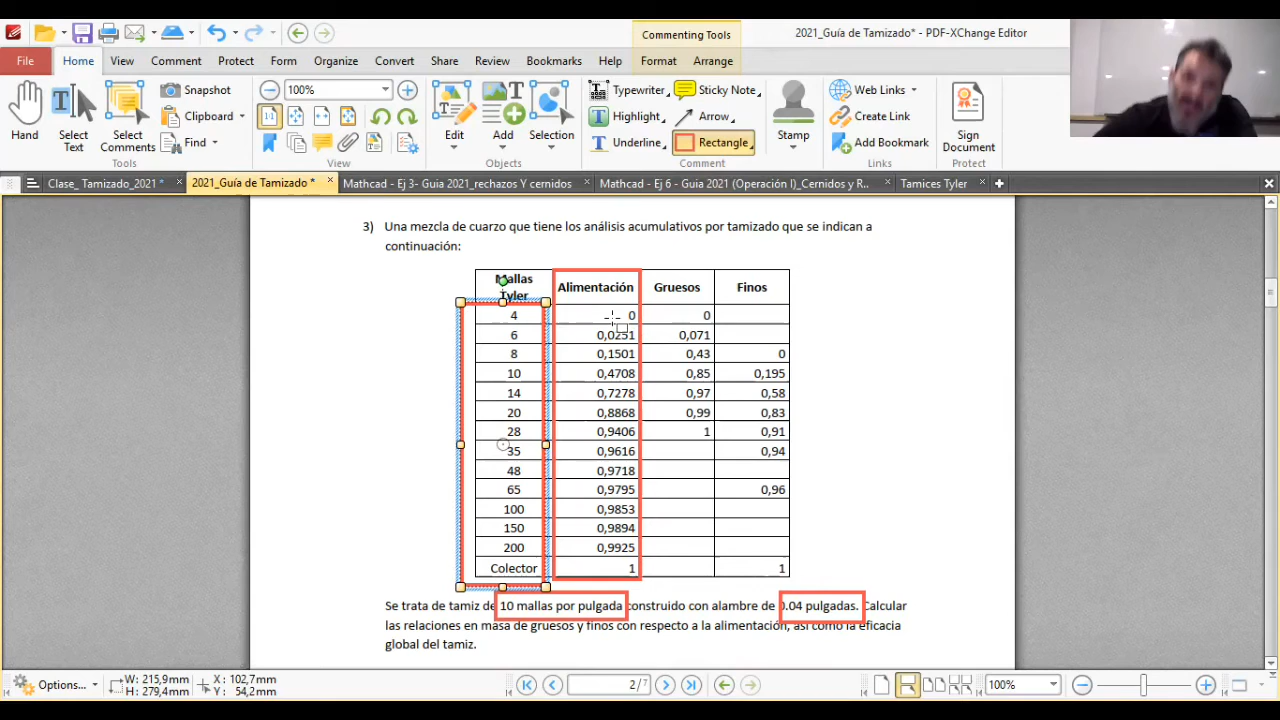 Commenting Tools
2021_Guía de Tamizado* - PDF-XChange Editor
File Home View Comment Protect Form Organize Convert Share Review Bookmarks Help Format Arrange
Hand
Select Text
Select Comments
Tools
Snapshot
Clipboard
Find
100%
View
Edit
Add
Selection
Objects
Typewriter
Highlight
Underline
Sticky Note
Arrow
Rectangle
Comment
Stamp
Web Links
Create Link
Add Bookmark
Links
Sign Document
Protect
Clase_ Tamizado_2021 *
2021_Guía de Tamizado *
Mathcad - Ej 3- Guia 2021_rechazos Y cernidos
Mathcad - Ej 6 - Guia 2021 (Operación I)_Cernidos y R..
Tamices Tyler
3) Una mezcla de cuarzo que tiene los análisis acumulativos por tamizado que se indican a
continuación:
Mallas Tyler Alimentación Gruesos Finos
4 0 0
6 0,0251 0,071
8 0,1501 0,43 0
10 0,4708 0,85 0,195
14 0,7278 0,97 0,58
20 0,8868 0,99 0,83
28 0,9406 1 0,91
35 0,9616 0,94
48 0,9718
65 0,9795 0,96
100 0,9853
150 0,9894
200 0,9925
Colector 1 1
Se trata de tamiz de 10 mallas por pulgada construido con alambre de 0.04 pulgadas. Calcular
las relaciones en masa de gruesos y finos con respecto a la alimentación, así como la eficacia
global del tamiz.
Options...
W: 215,9mm
H: 279,4mm
X: 102,7mm
Y: 54,2mm
2/7
100%